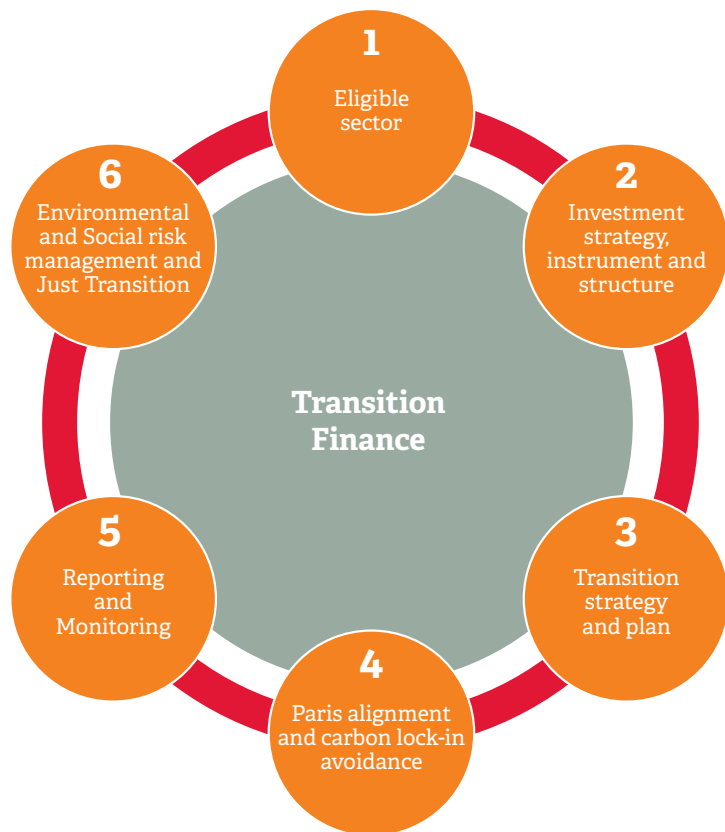 1
Eligible
sector
2
Investment
strategy,
instrument and
structure
3
Transition
strategy
and plan
4
Paris alignment
and carbon lock-in
avoidance
5
Reporting
and
Monitoring
6
Environmental
and Social risk
management and
Just Transition
Transition
Finance